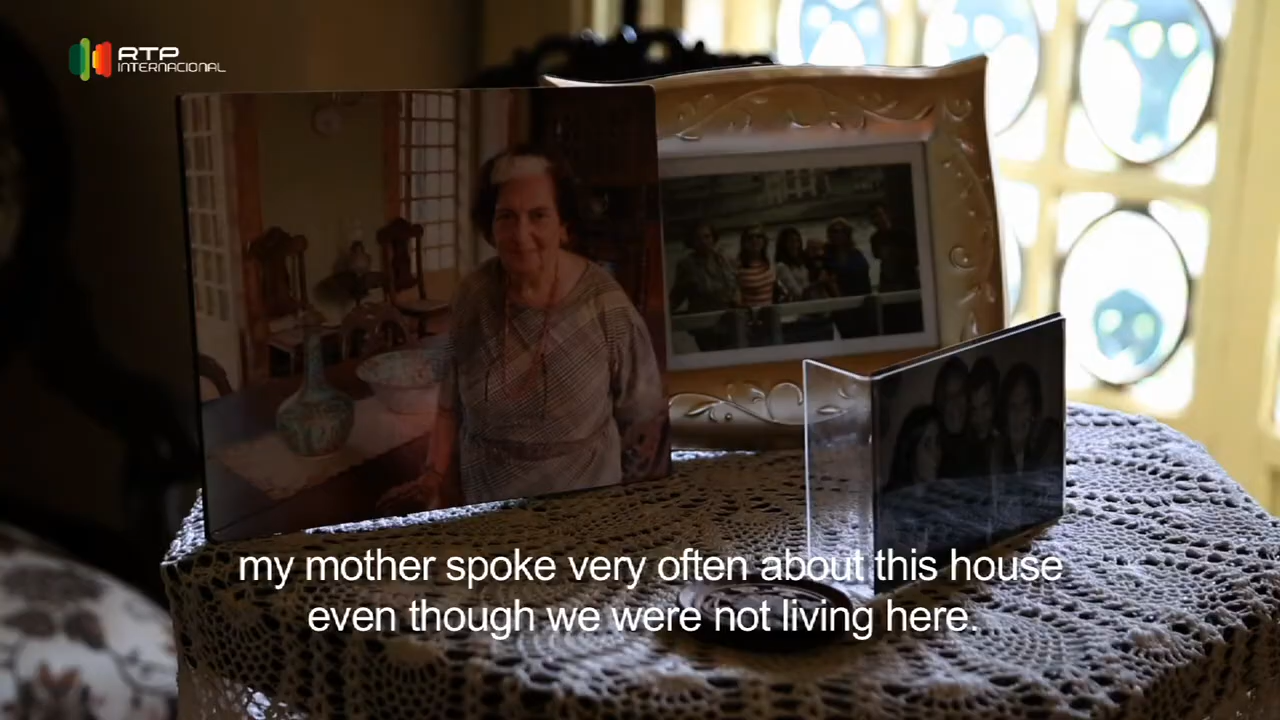 RTP
INTERNACIONAL
my mother spoke very often about this house
even though we were not living here.